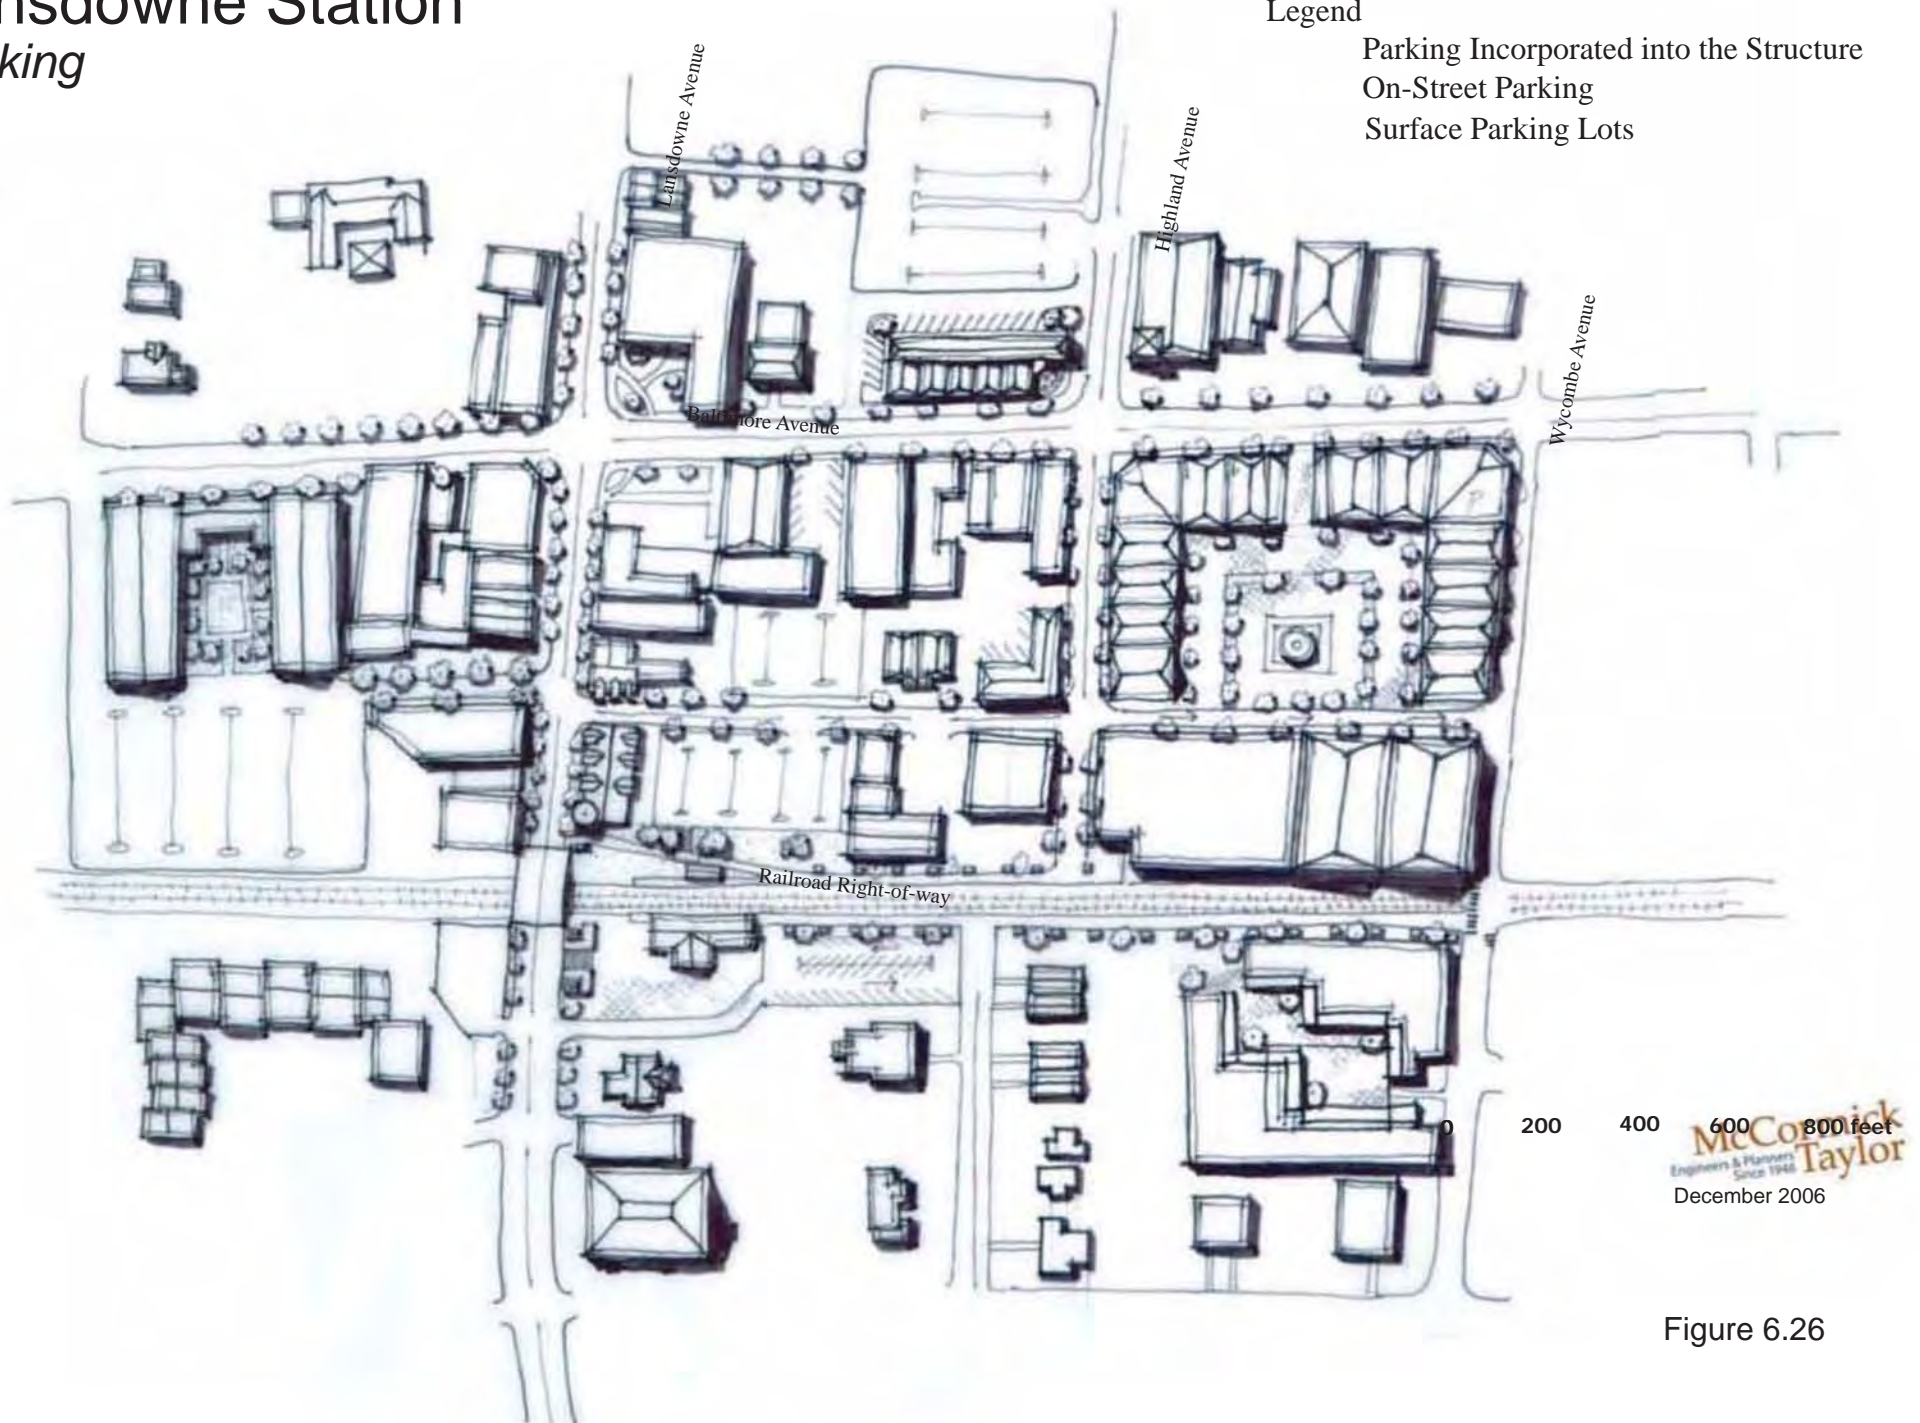 nsdowne Station
king
Legend
Parking Incorporated into the Structure
On-Street Parking
Surface Parking Lots
Lansdowne Avenue
Highland Avenue
Wycombe Avenue
Baltimore Avenue
Railroad Right-of-way
0 200 400 600 800 feet
McCormick
Taylor
Engineers & Planners
Since 1946
December 2006
Figure 6.26